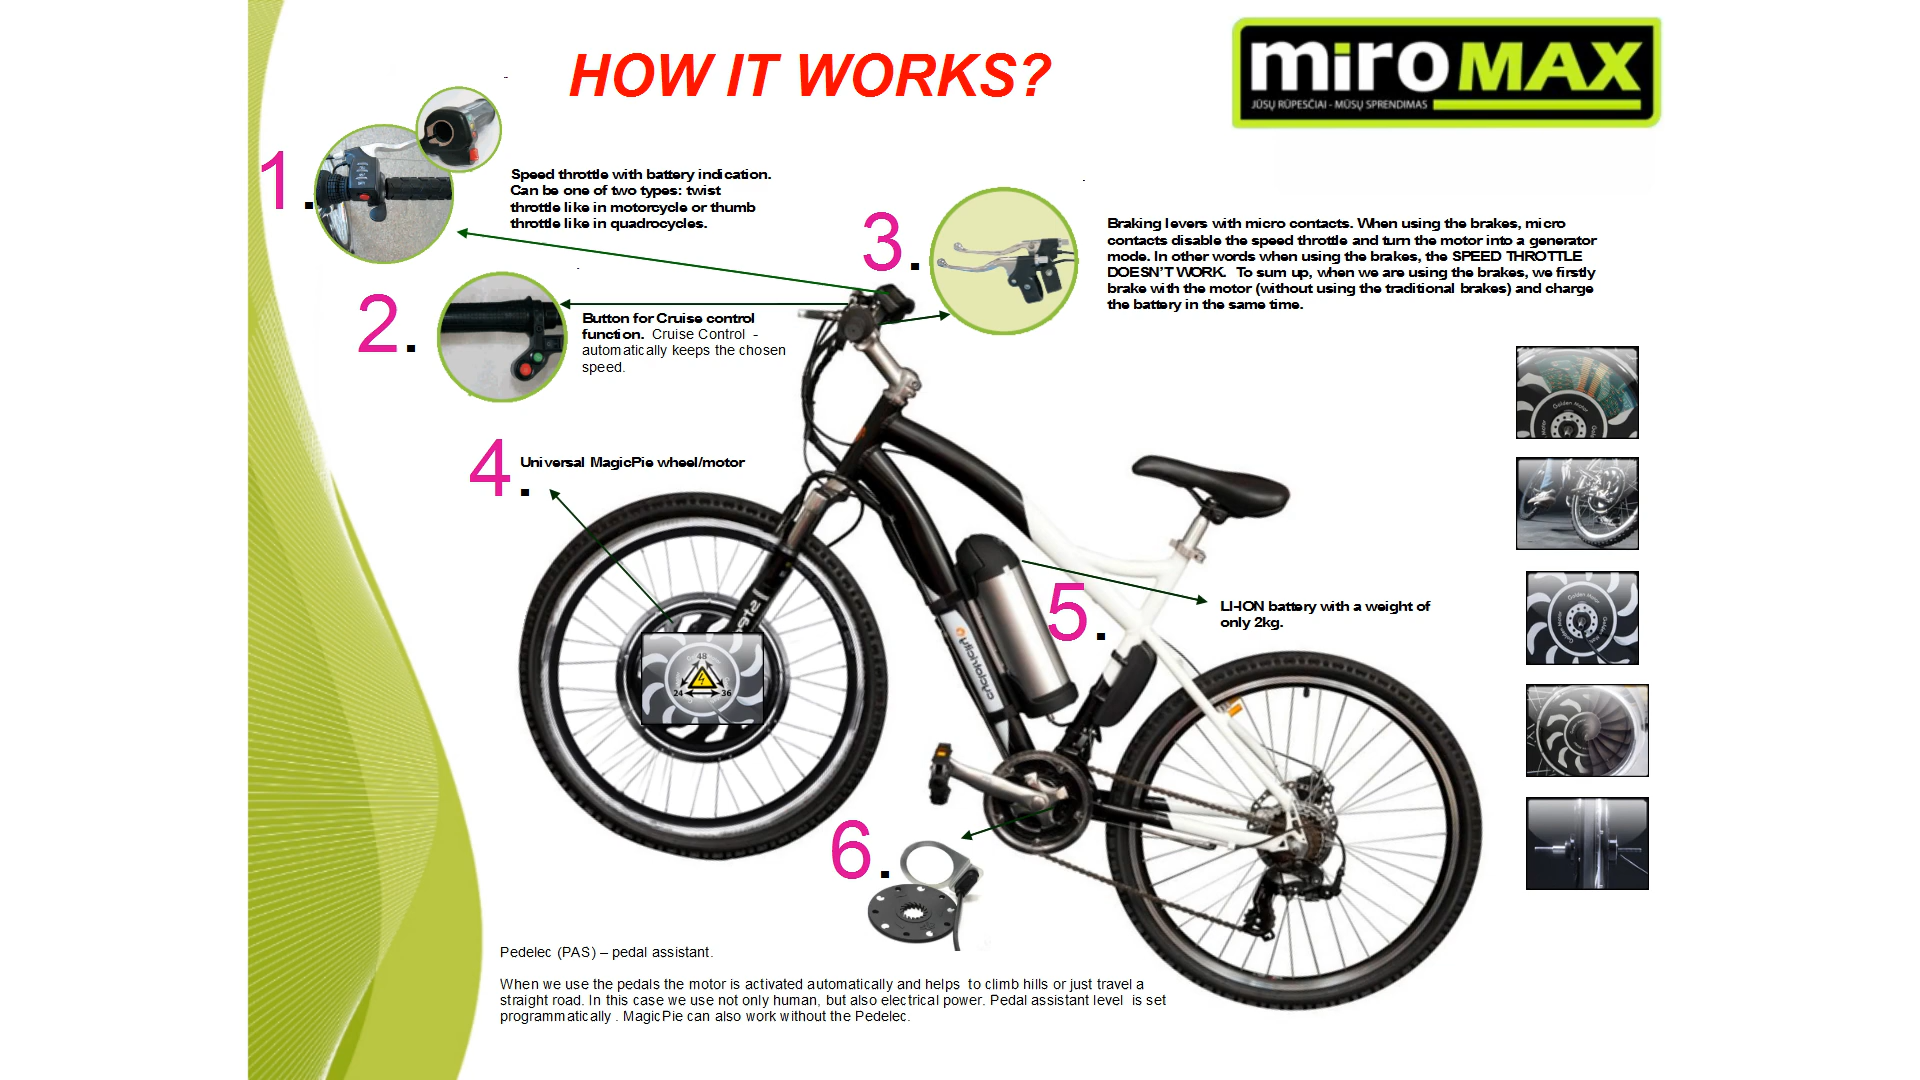 HOW IT WORKS?
miroMAX
JŪSŲ RŪPESČIAI - MŪSŲ SPRENDIMAS
1.
Speed throttle with battery indication.
Can be one of two types: twist
throttle like in motorcycle or thumb
throttle like in quadrocycles.
2.
Button for Cruise control
function. Cruise Control -
automatically keeps the chosen
speed.
3.
Braking levers with micro contacts. When using the brakes, micro
contacts disable the speed throttle and turn the motor into a generator
mode. In other words when using the brakes, the SPEED THROTTLE
DOESN'T WORK. To sum up, when we are using the brakes, we firstly
brake with the motor (without using the traditional brakes) and charge
the battery in the same time.
4.
Universal MagicPie wheel/motor
48
24
36
5.
LI-ION battery with a weight of
only 2kg.
cyclotricity
Golden Motor
Golden Motor
6.
Pedelec (PAS) – pedal assistant.
When we use the pedals the motor is activated automatically and helps to climb hills or just travel a
straight road. In this case we use not only human, but also electrical power. Pedal assistant level is set
programmatically . MagicPie can also work without the Pedelec.